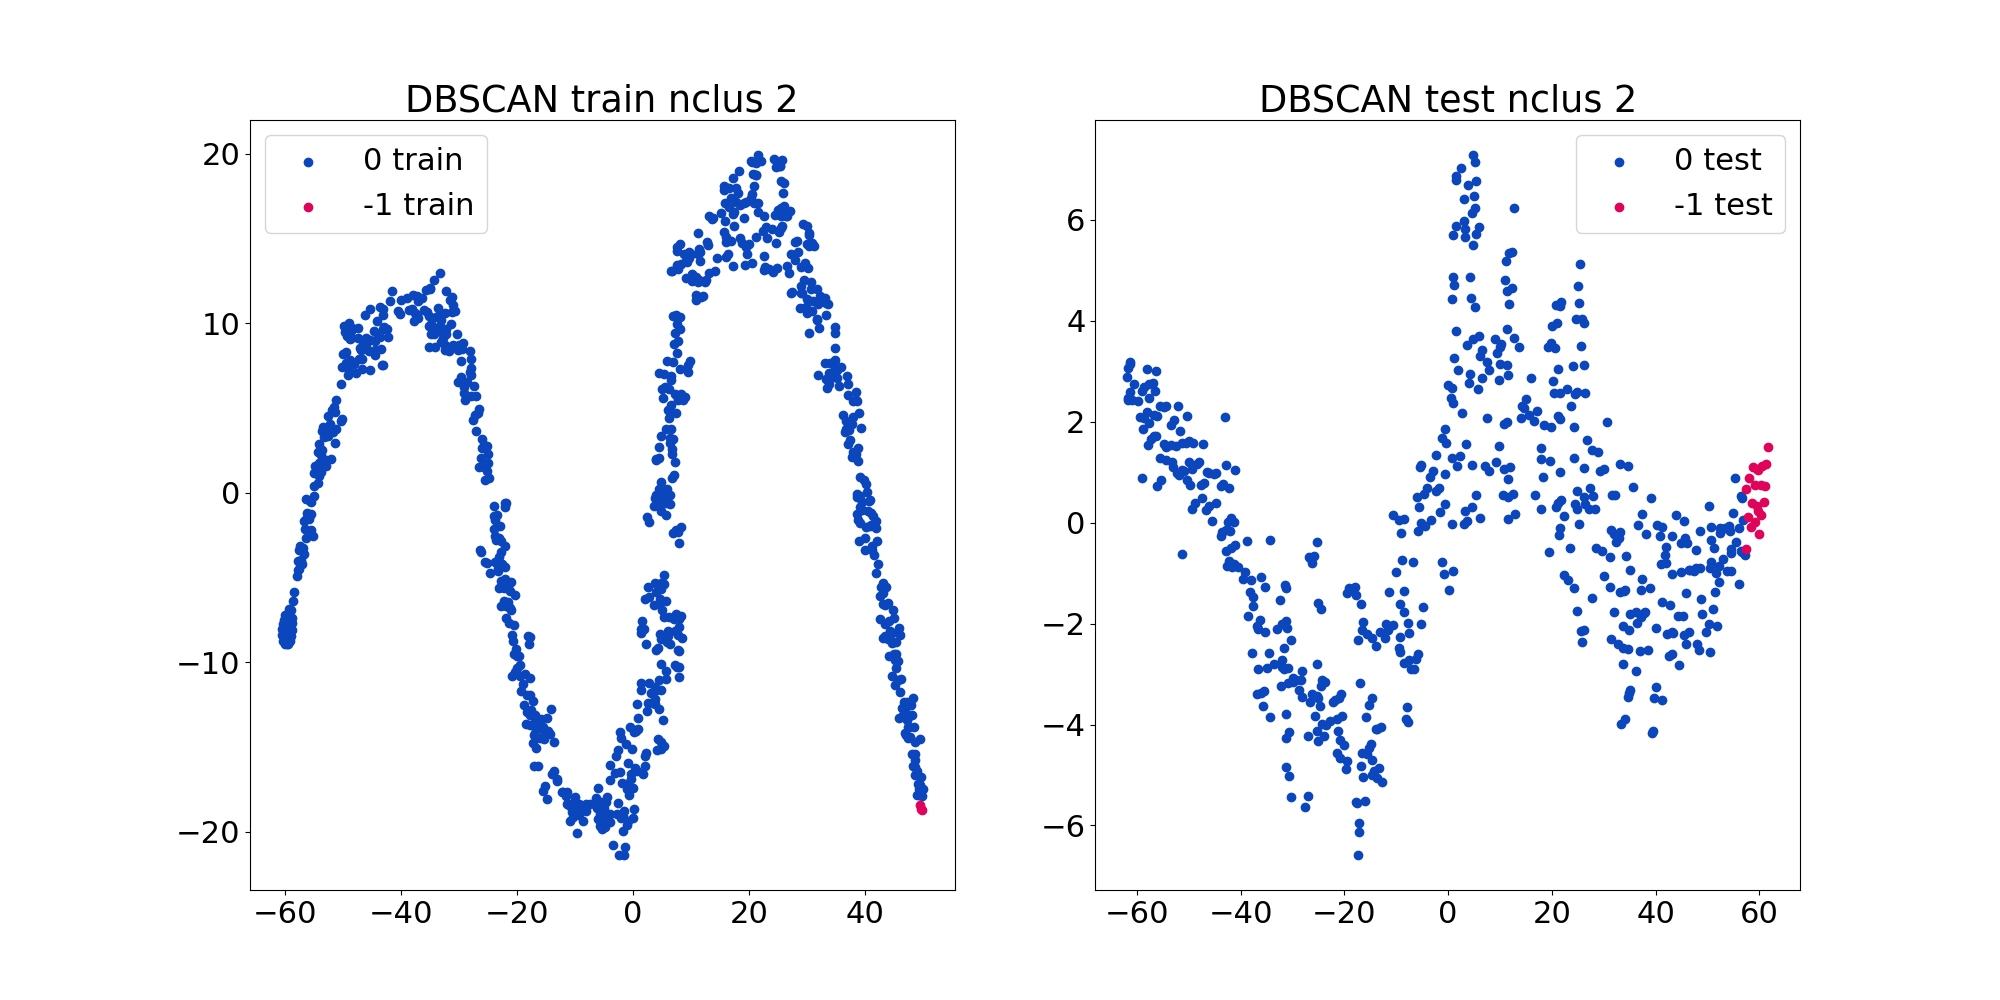 DBSCAN train nclus 2
0 train
-1 train
20
10
0
−10
−20
−60 −40 −20 0 20 40
DBSCAN test nclus 2
0 test
-1 test
6
4
2
0
−2
−4
−6
−60 −40 −20 0 20 40 60